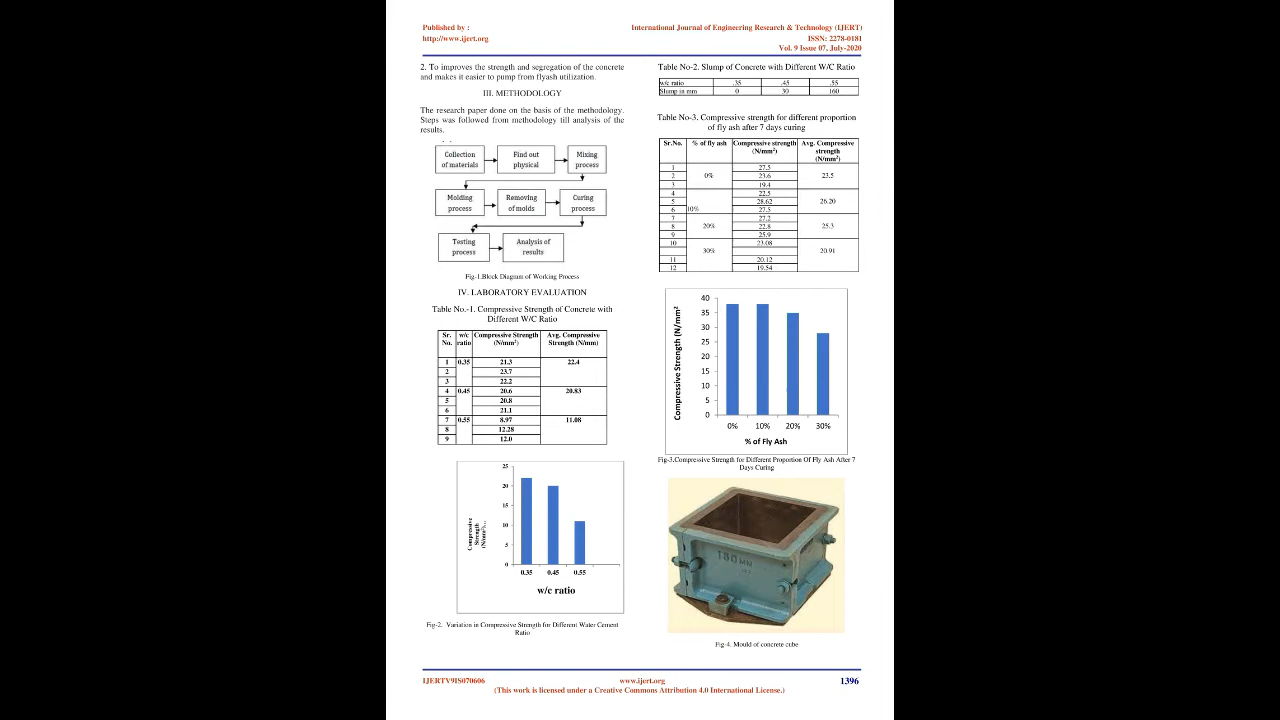 Published by :
http://www.ijert.org
International Journal of Engineering Research & Technology (IJERT)
ISSN: 2278-0181
Vol. 9 Issue 07, July-2020
2. To improves the strength and segregation of the concrete
and makes it easier to pump from flyash utilization.
III. METHODOLOGY
The research paper done on the basis of the methodology.
Steps was followed from methodology till analysis of the
results.
Collection Find out Mixing
of materials physical process
Molding Removing Curing
process of molds process
Testing Analysis of
process results
Fig-1.Block Diagram of Working Process
IV. LABORATORY EVALUATION
Table No.-1. Compressive Strength of Concrete with
Different W/C Ratio
Sr. w/c Compressive Strength Avg. Compressive
No. ratio (N/mm²) Strength (N/mm)
1 0.35 21.3 22.4
2 23.7
3 22.2
4 0.45 20.6 20.83
5 20.8
6 21.1
7 0.55 8.97 11.08
8 12.28
9 12.0
25
20
15
10
5
0
Compressive
Strength
(N/mm²)...
0.35 0.45 0.55
w/c ratio
Fig-2. Variation in Compressive Strength for Different Water Cement
Ratio
Table No-2. Slump of Concrete with Different W/C Ratio
w/c ratio .35 .45 .55
Slump in mm 0 30 160
Table No-3. Compressive strength for different proportion
of fly ash after 7 days curing
Sr.No. % of fly ash Compressive strength Avg. Compressive
(N/mm²) strength
(N/mm²)
1 27.5
2 0% 23.6 23.5
3 19.4
4 22.5
5 28.62 26.20
6 10% 27.5
7 27.2
8 20% 22.8 25.3
9 25.9
10 23.08
30% 20.91
11 20.12
12 19.54
40
35
30
25
20
15
10
5
0
Compressive Strength (N/mm²
0% 10% 20% 30%
% of Fly Ash
Fig-3.Compressive Strength for Different Proportion Of Fly Ash After 7
Days Curing
150 MM
Fig-4. Mould of concrete cube
IJERTV9IS070606
www.ijert.org
1396
(This work is licensed under a Creative Commons Attribution 4.0 International License.)